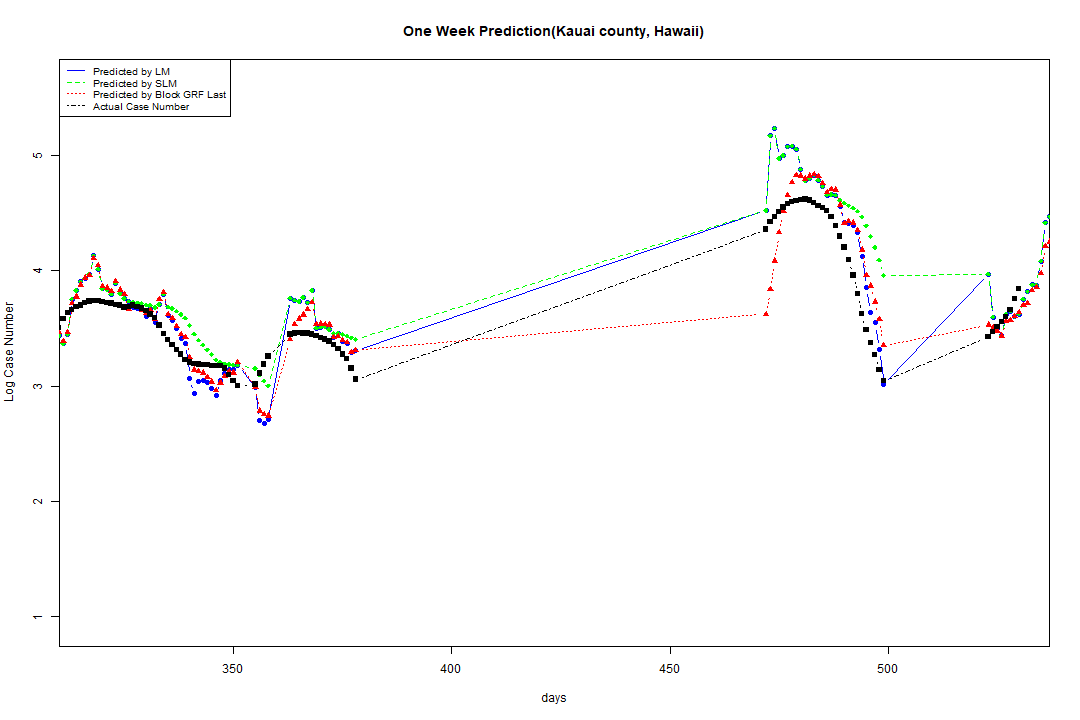 One Week Prediction(Kauai county, Hawaii)
Predicted by LM
Predicted by SLM
Predicted by Block GRF Last
Actual Case Number
5
4
3
2
1
Log Case Number
350
400
450
500
days